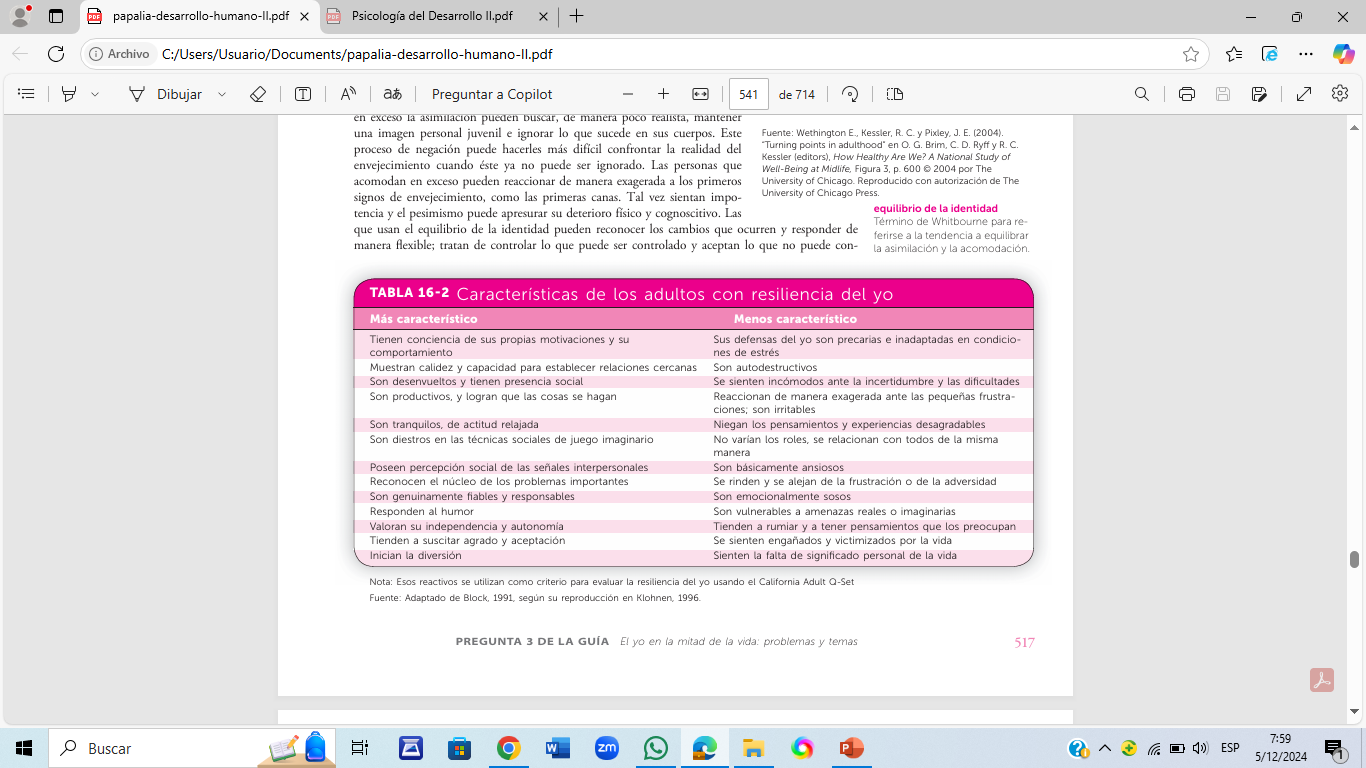 papalia-desarrollo-humano-II.pdf
Psicología del Desarrollo II.pdf
Archivo
C:/Users/Usuario/Documents/papalia-desarrollo-humano-II.pdf
Dibujar
Preguntar a Copilot
541
de 714
en exceso la asimilación pueden buscar, de manera poco realista, mantener
una imagen personal juvenil e ignorar lo que sucede en sus cuerpos. Este
proceso de negación puede hacerles más difícil confrontar la realidad del
envejecimiento cuando éste ya no puede ser ignorado. Las personas que
acomodan en exceso pueden reaccionar de manera exagerada a los primeros
signos de envejecimiento, como las primeras canas. Tal vez sientan impo-
tencia y el pesimismo puede apresurar su deterioro físico y cognoscitivo. Las
que usan el equilibrio de la identidad pueden reconocer los cambios que ocurren y responder de
manera flexible; tratan de controlar lo que puede ser controlado y aceptan lo que no puede con-
Fuente: Wethington E., Kessler, R. C. y Pixley, J. E. (2004).
"Turning points in adulthood" en O. G. Brim, C. D. Ryff y R. C.
Kessler (editors), How Healthy Are We? A National Study of
Well-Being at Midlife, Figura 3, p. 600 © 2004 por The
University of Chicago. Reproducido con autorización de The
University of Chicago Press.
equilibrio de la identidad
Término de Whitbourne para re-
ferirse a la tendencia a equilibrar
la asimilación y la acomodación.
TABLA 16-2 Características de los adultos con resiliencia del yo
Más característico
Menos característico
Tienen conciencia de sus propias motivaciones y su
comportamiento
Sus defensas del yo son precarias e inadaptadas en condicio-
nes de estrés
Muestran calidez y capacidad para establecer relaciones cercanas
Son autodestructivos
Son desenvueltos y tienen presencia social
Se sienten incómodos ante la incertidumbre y las dificultades
Son productivos, y logran que las cosas se hagan
Reaccionan de manera exagerada ante las pequeñas frustra-
ciones; son irritables
Son tranquilos, de actitud relajada
Niegan los pensamientos y experiencias desagradables
Son diestros en las técnicas sociales de juego imaginario
No varían los roles, se relacionan con todos de la misma
manera
Poseen percepción social de las señales interpersonales
Son básicamente ansiosos
Reconocen el núcleo de los problemas importantes
Se rinden y se alejan de la frustración o de la adversidad
Son genuinamente fiables y responsables
Son emocionalmente sosos
Responden al humor
Son vulnerables a amenazas reales o imaginarias
Valoran su independencia y autonomía
Tienden a rumiar y a tener pensamientos que los preocupan
Tienden a suscitar agrado y aceptación
Se sienten engañados y victimizados por la vida
Inician la diversión
Sienten la falta de significado personal de la vida
Nota: Esos reactivos se utilizan como criterio para evaluar la resiliencia del yo usando el California Adult Q-Set
Fuente: Adaptado de Block, 1991, según su reproducción en Klohnen, 1996.
PREGUNTA 3 DE LA GUÍA El yo en la mitad de la vida: problemas y temas
517
Buscar
zm
ESP
7:59
5/12/2024
1